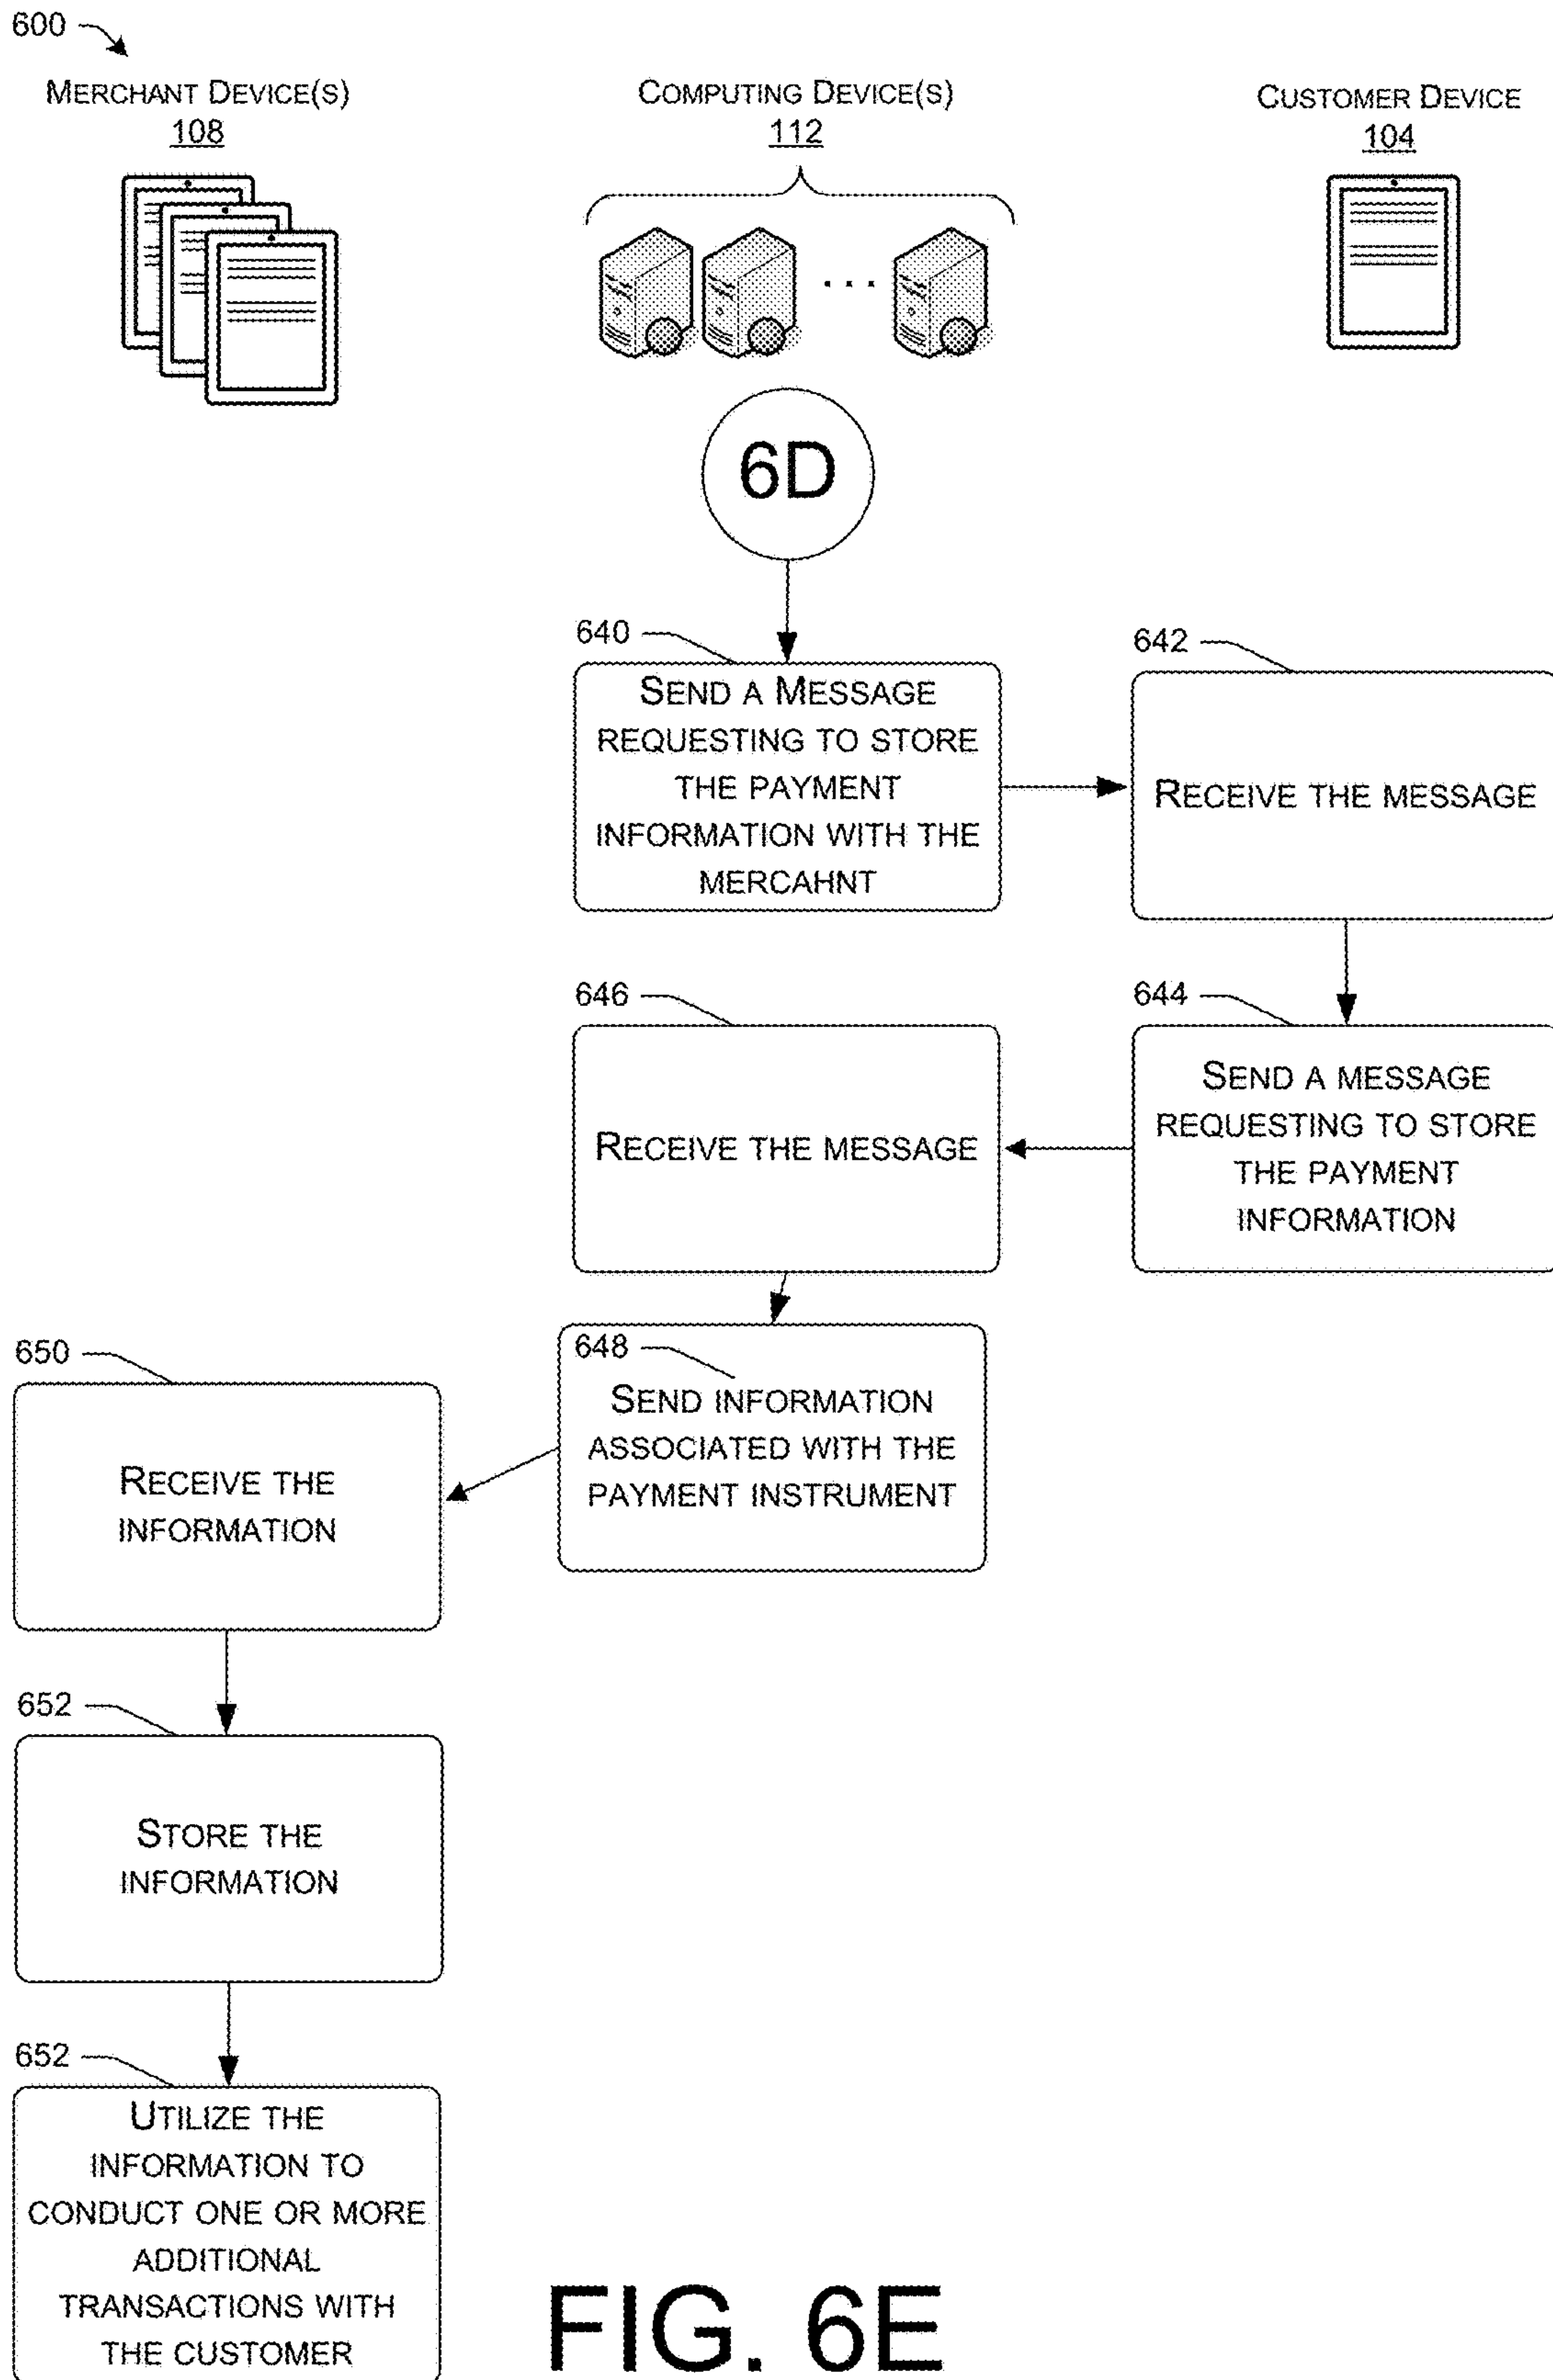 600
MERCHANT DEVICE(S)
108
COMPUTING DEVICE(S)
112
CUSTOMER DEVICE
104
. . .
6D
640
SEND A MESSAGE
REQUESTING TO STORE
THE PAYMENT
INFORMATION WITH THE
MERCAHNT
642
RECEIVE THE MESSAGE
644
SEND A MESSAGE
REQUESTING TO STORE
THE PAYMENT
INFORMATION
646
RECEIVE THE MESSAGE
648
SEND INFORMATION
ASSOCIATED WITH THE
PAYMENT INSTRUMENT
650
RECEIVE THE
INFORMATION
652
STORE THE
INFORMATION
652
UTILIZE THE
INFORMATION TO
CONDUCT ONE OR MORE
ADDITIONAL
TRANSACTIONS WITH
THE CUSTOMER
FIG. 6E